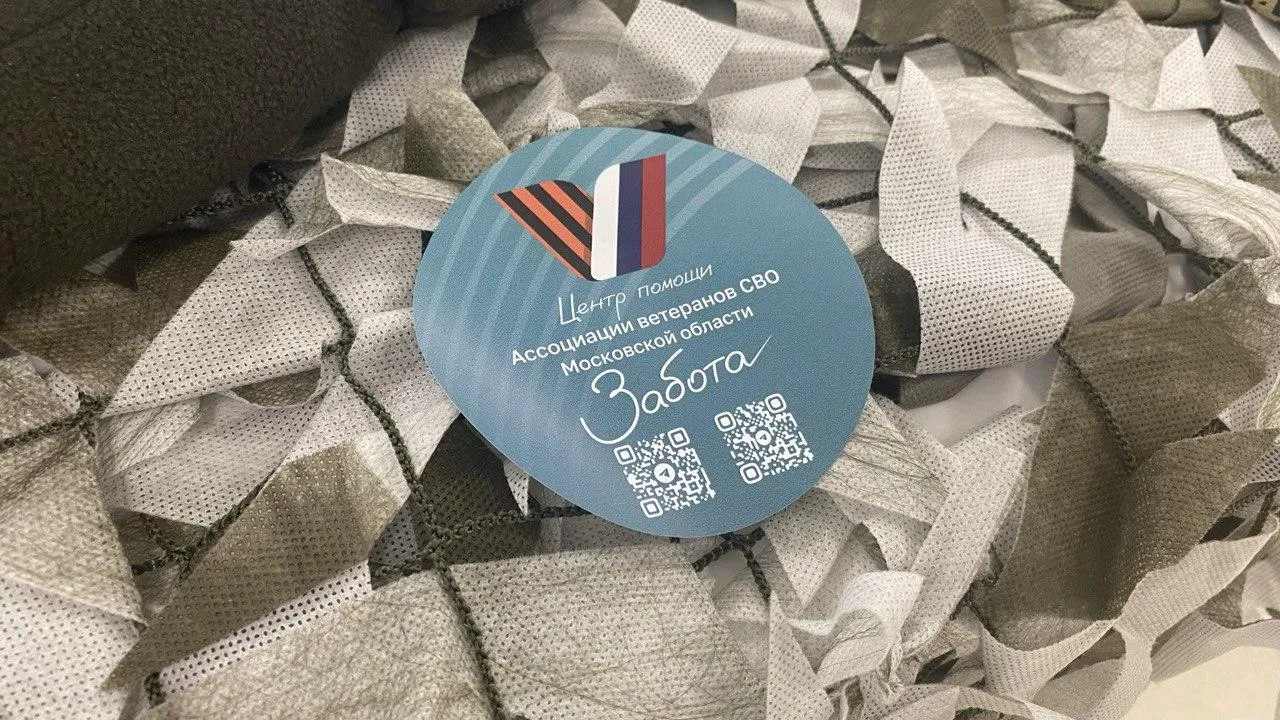 Центр помощи
Ассоциации ветеранов СВО
Московской области
Забота